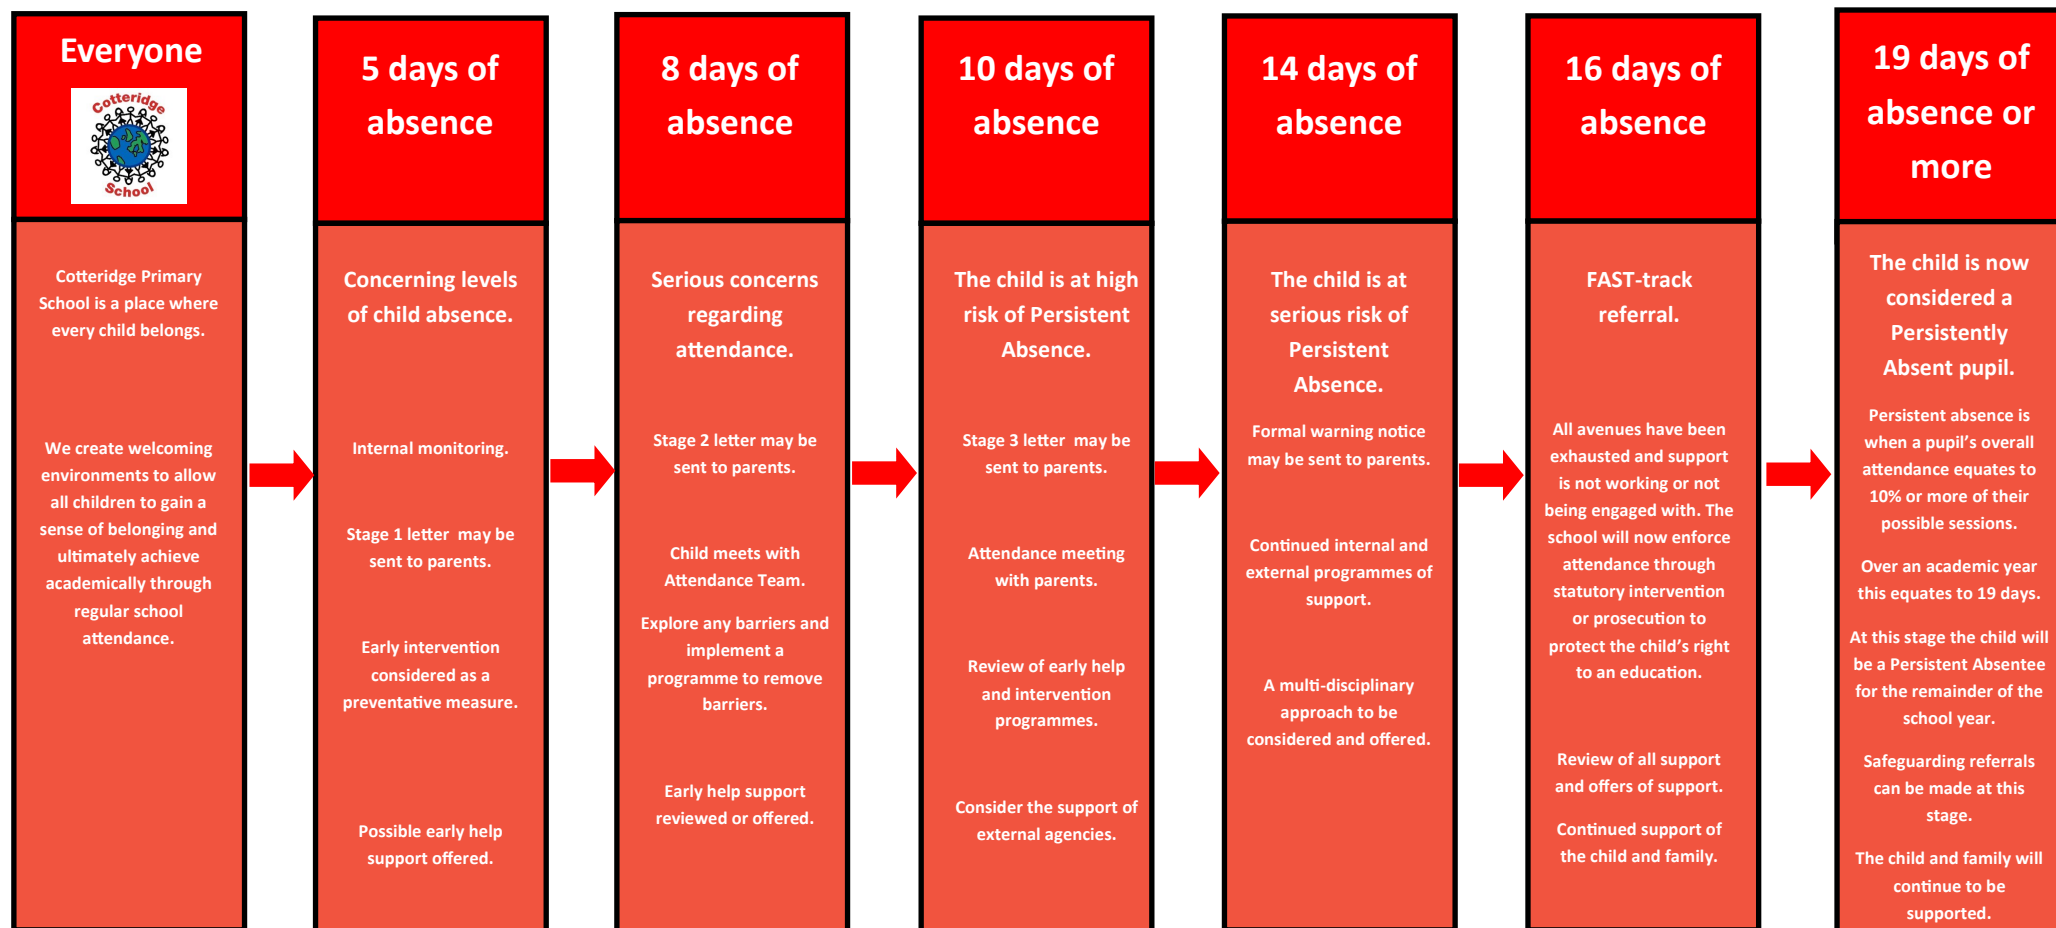 Everyone
Cotteridge
School
Cotteridge Primary
School is a place where
every child belongs.
We create welcoming
environments to allow
all children to gain a
sense of belonging and
ultimately achieve
academically through
regular school
attendance.
5 days of
absence
Concerning levels
of child absence.
Internal monitoring.
Stage 1 letter  may be
sent to parents.
Early intervention
considered as a
preventative measure.
Possible early help
support offered.
8 days of
absence
Serious concerns
regarding
attendance.
Stage 2 letter may be
sent to parents.
Child meets with
Attendance Team.
Explore any barriers and
implement a
programme to remove
barriers.
Early help support
reviewed or offered.
10 days of
absence
The child is at high
risk of Persistent
Absence.
Stage 3 letter  may be
sent to parents.
Attendance meeting
with parents.
Review of early help
and intervention
programmes.
Consider the support of
external agencies.
14 days of
absence
The child is at
serious risk of
Persistent
Absence.
Formal warning notice
may be sent to parents.
Continued internal and
external programmes of
support.
A multi-disciplinary
approach to be
considered and offered.
16 days of
absence
FAST-track
referral.
All avenues have been
exhausted and support
is not working or not
being engaged with. The
school will now enforce
attendance through
statutory intervention
or prosecution to
protect the child’s right
to an education.
Review of all support
and offers of support.
Continued support of
the child and family.
19 days of
absence or
more
The child is now
considered a
Persistently
Absent pupil.
Persistent absence is
when a pupil’s overall
attendance equates to
10% or more of their
possible sessions.
Over an academic year
this equates to 19 days.
At this stage the child will
be a Persistent Absentee
for the remainder of the
school year.
Safeguarding referrals
can be made at this
stage.
The child and family will
continue to be
supported.